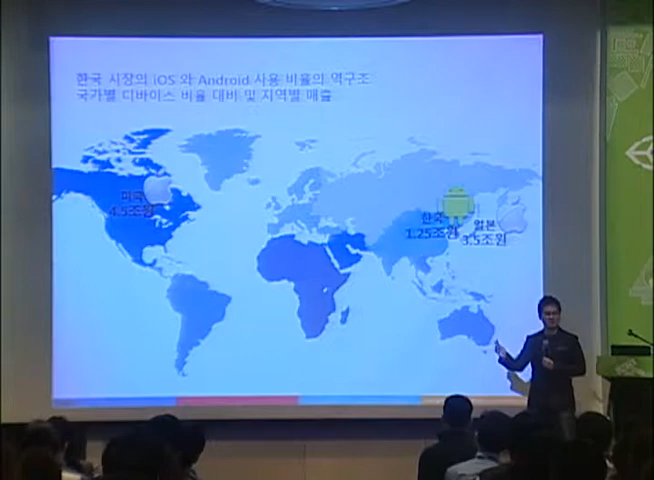 한국 시장의 iOS 와 Android 사용 비율의 역구조
국가별 디바이스 비율 대비 및 지역별 매출
미국
4.5조원
한국
1.25조원
일본
3.5조원